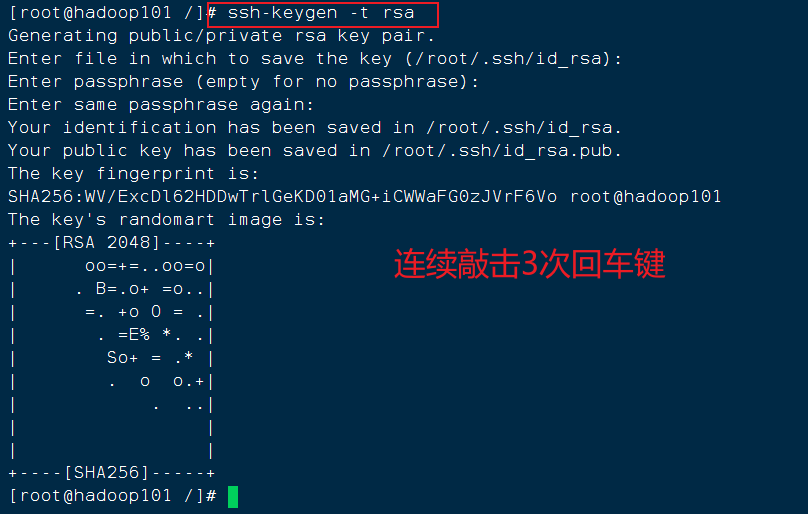 [root@hadoop101 /]# ssh-keygen -t rsa
Generating public/private rsa key pair.
Enter file in which to save the key (/root/.ssh/id_rsa):
Enter passphrase (empty for no passphrase):
Enter same passphrase again:
Your identification has been saved in /root/.ssh/id_rsa.
Your public key has been saved in /root/.ssh/id_rsa.pub.
The key fingerprint is:
SHA256:WV/ExcDl62HDDwTrlGeKD01aMG+iCWWaFG0zJVrF6Vo root@hadoop101
The key's randomart image is:
+---[RSA 2048]----+
|       oo=+=..oo=o|
|      . B=.o+ =o..|
|       =. +o O = .|
|        . =E% *. .|
|         So+ = .* |
|         .  o  o.+|
|              .  ..|
|                   |
|                   |
+----[SHA256]-----+
连续敲击3次回车键
[root@hadoop101 /]#